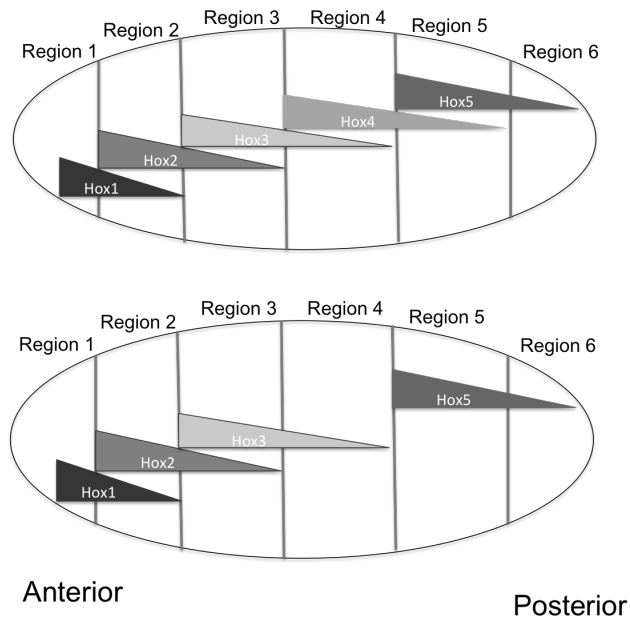 Region 1
Region 2
Region 3
Region 4
Region 5
Region 6
Hox1
Hox2
Hox3
Hox4
Hox5
Region 1
Region 2
Region 3
Region 4
Region 5
Region 6
Hox1
Hox2
Hox3
Hox5
Anterior
Posterior